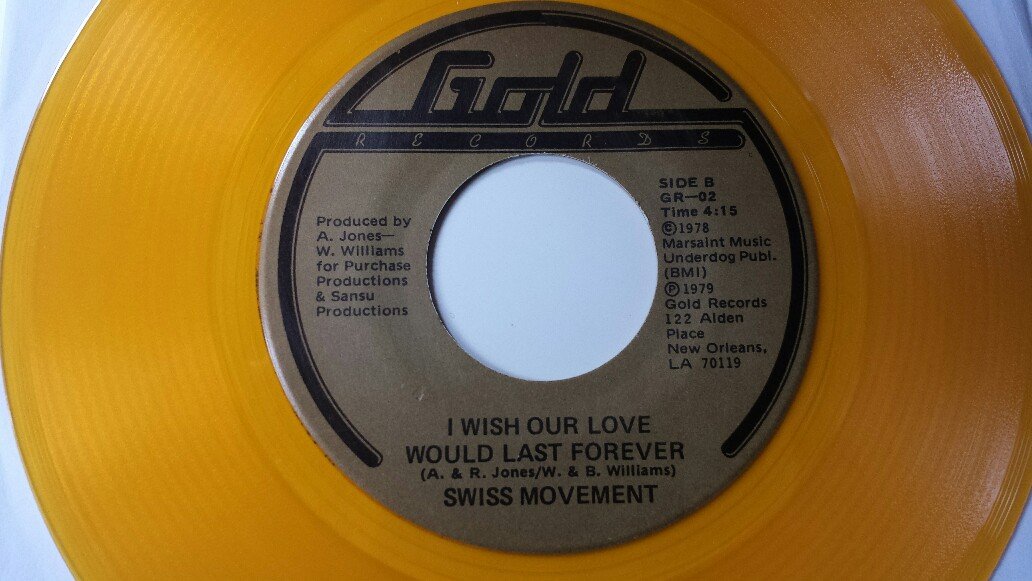 Gold
RECORDS
Produced by
A. Jones—
W. Williams
for Purchase
Productions
& Sansu
Productions
SIDE B
GR—02
Time 4:15
©1978
Marsaint Music
Underdog Publ.
(BMI)
℗1979
Gold Records
122 Alden
Place
New Orleans,
LA 70119
I WISH OUR LOVE
WOULD LAST FOREVER
(A. & R. Jones/W. & B. Williams)
SWISS MOVEMENT